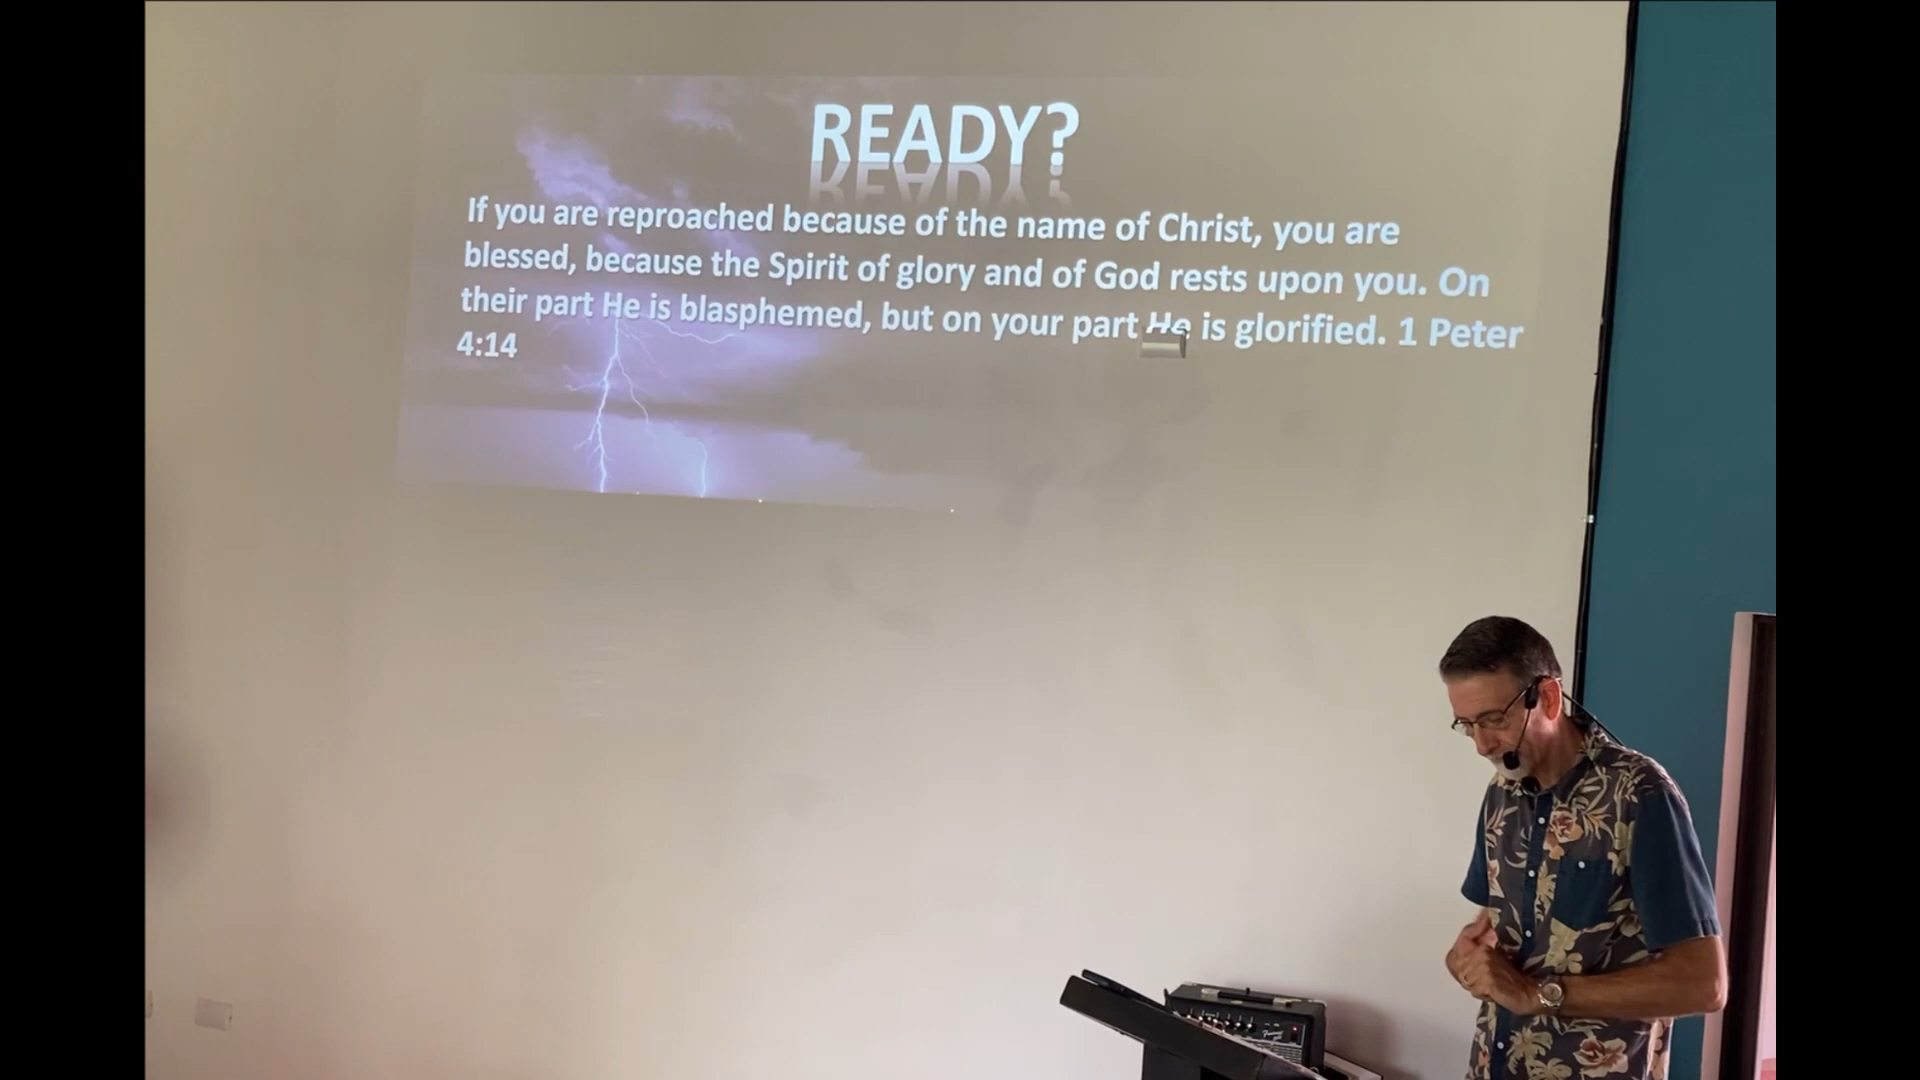 READY?
If you are reproached because of the name of Christ, you are
blessed, because the Spirit of glory and of God rests upon you. On
their part He is blasphemed, but on your part He is glorified. 1 Peter
4:14
Fender